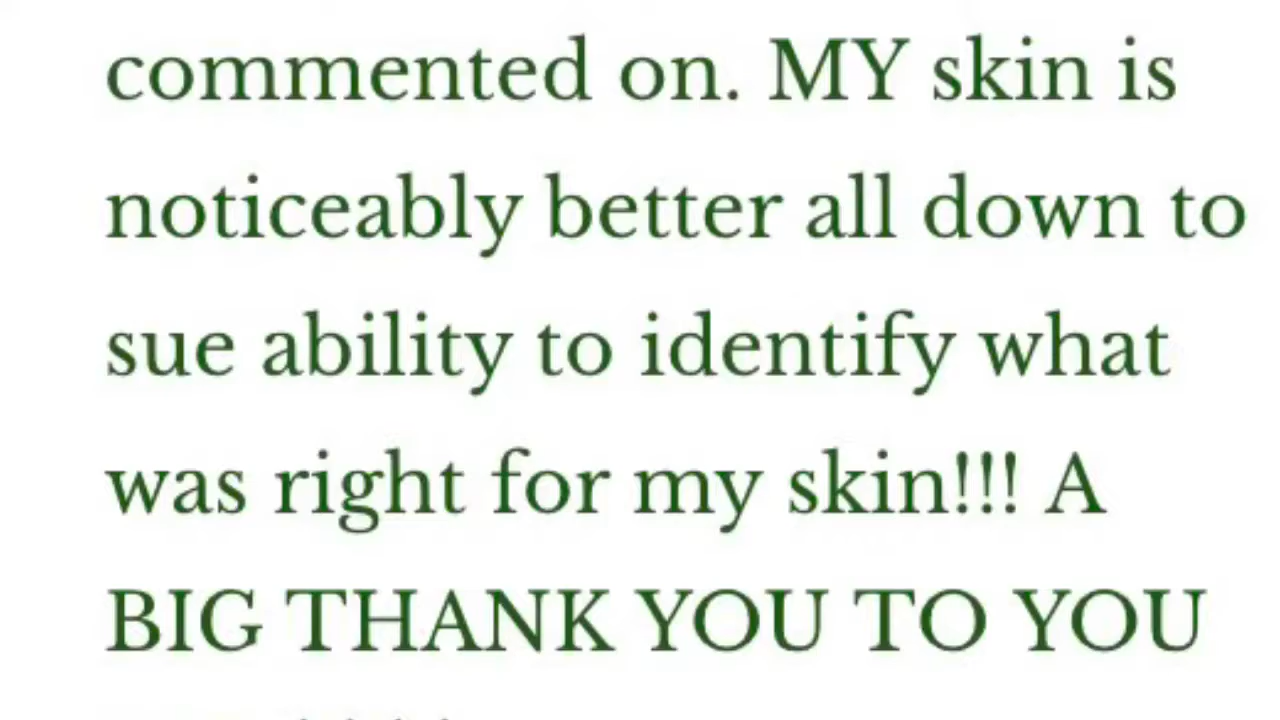 commented on. MY skin is
noticeably better all down to
sue ability to identify what
was right for my skin!!! A
BIG THANK YOU TO YOU